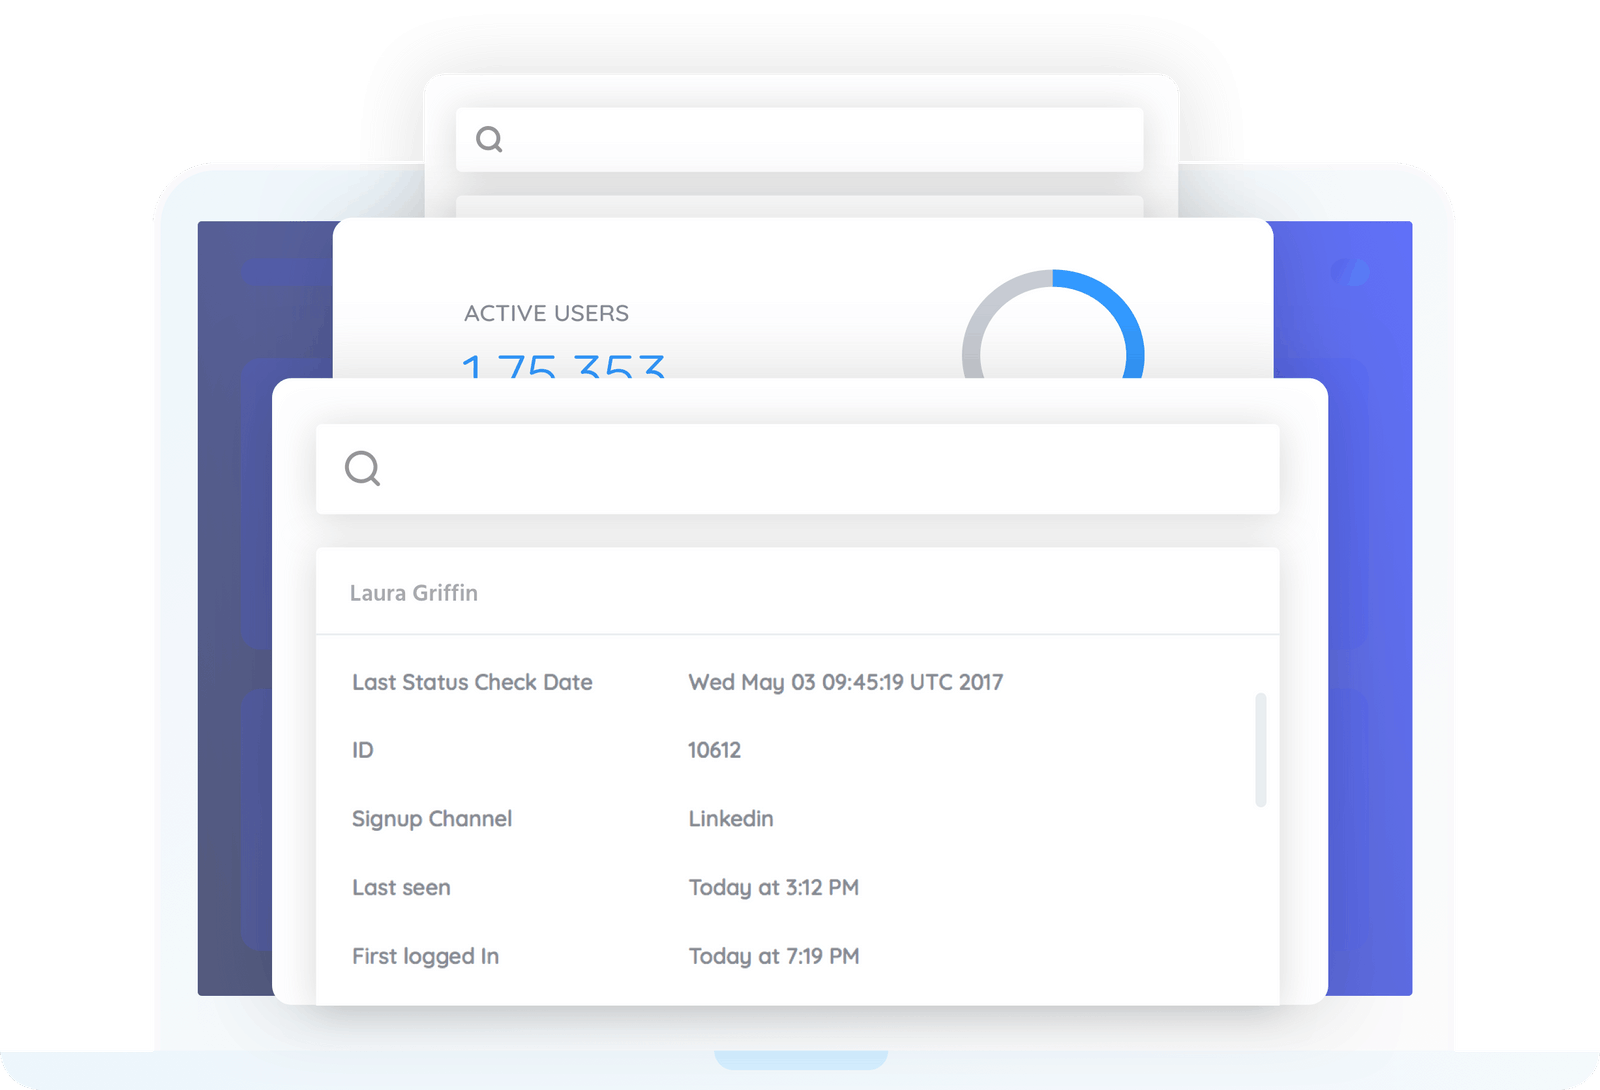 ACTIVE USERS
1,75,353
Laura Griffin
Last Status Check Date Wed May 03 09:45:19 UTC 2017
ID 10612
Signup Channel Linkedin
Last seen Today at 3:12 PM
First logged In Today at 7:19 PM